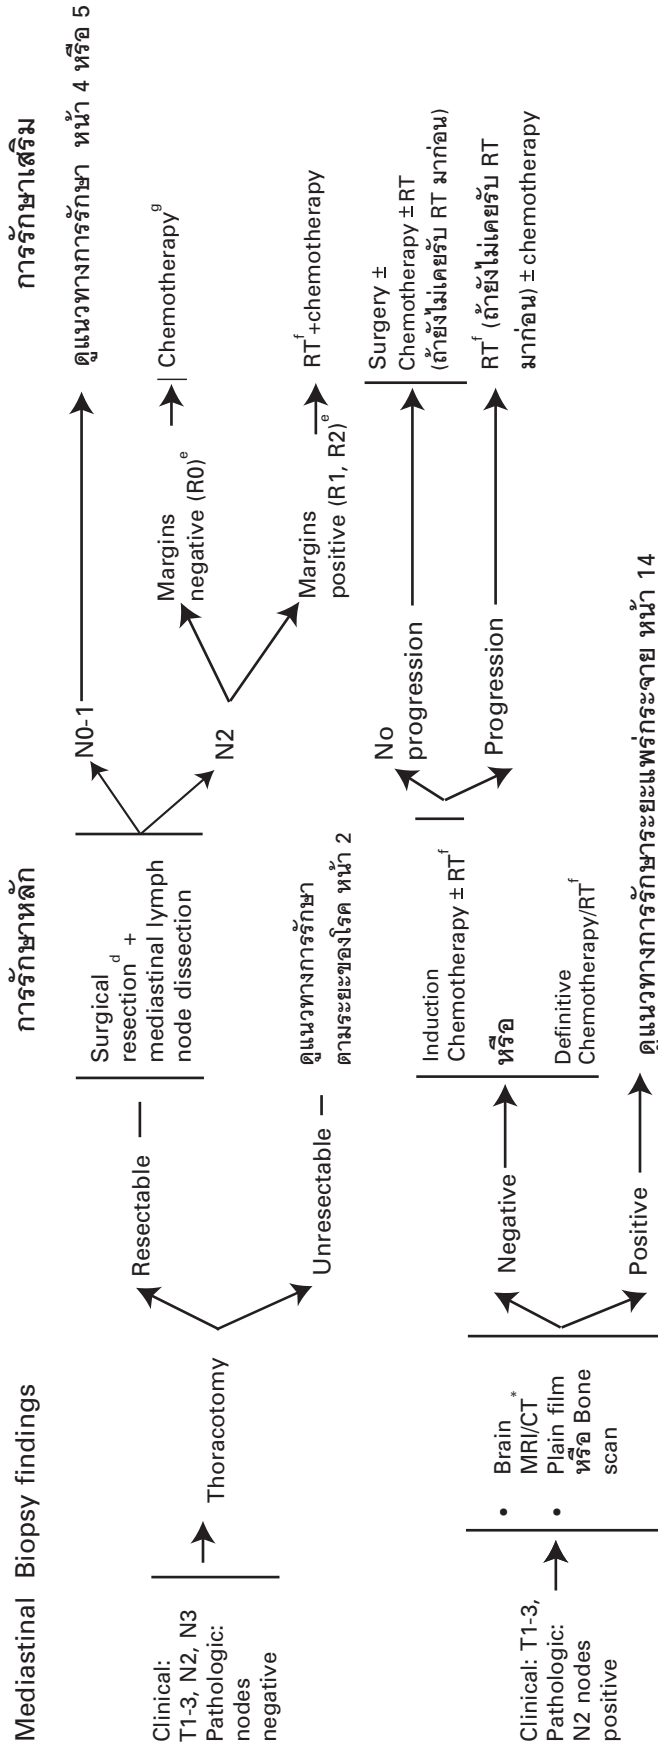 Mediastinal Biopsy findings
การรักษาหลัก
การรักษาเสริม
Clinical:
T1-3, N2, N3
Pathologic:
nodes
negative
Thoracotomy
Resectable
Surgical
resection^d +
mediastinal lymph
node dissection
N0-1
ดูแนวทางการรักษา หน้า 4 หรือ 5
N2
Margins
negative (R0)^e
Chemotherapy^g
Margins
positive (R1, R2)^e
RT^f+chemotherapy
Unresectable
ดูแนวทางการรักษา
ตามระยะของโรค หน้า 2
Clinical: T1-3,
Pathologic:
N2 nodes
positive
• Brain
MRI/CT*
• Plain film
หรือ Bone
scan
Negative
Induction
Chemotherapy ± RT^f
หรือ
Definitive
Chemotherapy/RT^f
No
progression
Surgery ±
Chemotherapy ±RT
(ถ้ายังไม่เคยรับ RT มาก่อน)
Progression
RT^f (ถ้ายังไม่เคยรับ RT
มาก่อน) ± chemotherapy
Positive
ดูแนวทางการรักษาระยะแพร่กระจาย หน้า 14